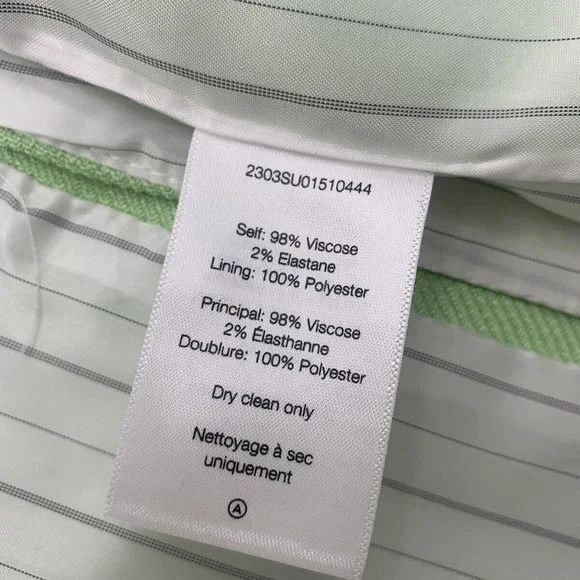 2303SU01510444
Self: 98% Viscose
2% Elastane
Lining: 100% Polyester
Principal: 98% Viscose
2% Élasthanne
Doublure: 100% Polyester
Dry clean only
Nettoyage à sec
uniquement
A